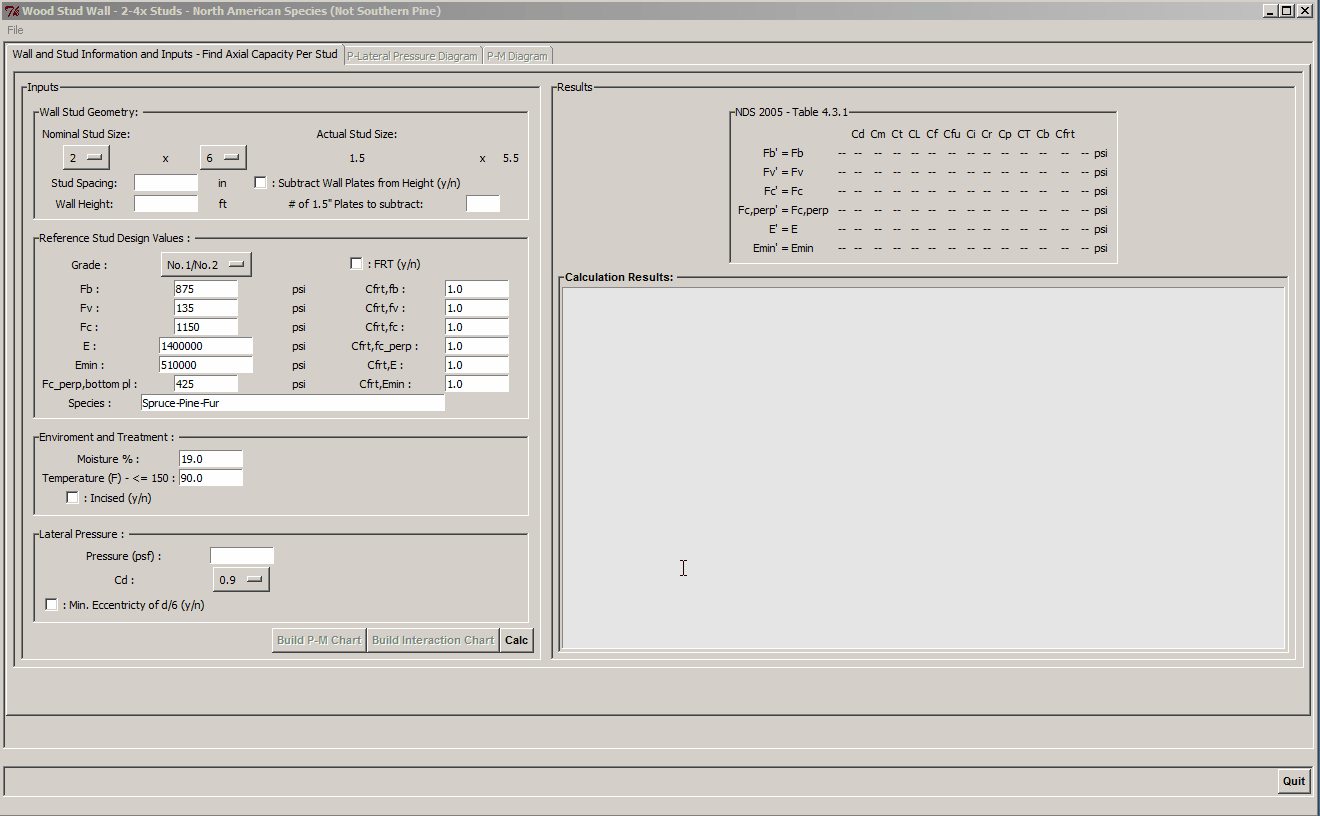 Wood Stud Wall - 2-4x Studs - North American Species (Not Southern Pine)
File
Wall and Stud Information and Inputs - Find Axial Capacity Per Stud P-Lateral Pressure Diagram P-M Diagram
Inputs
Wall Stud Geometry:
Nominal Stud Size: Actual Stud Size:
2 x 6 1.5 x 5.5
Stud Spacing: in : Subtract Wall Plates from Height (y/n)
Wall Height: ft # of 1.5" Plates to subtract:
Reference Stud Design Values :
Grade : No.1/No.2 : FRT (y/n)
Fb : 875 psi Cfrt,fb : 1.0
Fv : 135 psi Cfrt,fv : 1.0
Fc : 1150 psi Cfrt,fc : 1.0
E : 1400000 psi Cfrt,fc_perp : 1.0
Emin : 510000 psi Cfrt,E : 1.0
Fc_perp,bottom pl : 425 psi Cfrt,Emin : 1.0
Species : Spruce-Pine-Fur
Enviroment and Treatment :
Moisture % : 19.0
Temperature (F) - <= 150 : 90.0
: Incised (y/n)
Lateral Pressure :
Pressure (psf) :
Cd : 0.9
: Min. Eccentricty of d/6 (y/n)
Build P-M Chart Build Interaction Chart Calc
Results
NDS 2005 - Table 4.3.1
Cd Cm Ct CL Cf Cfu Ci Cr Cp CT Cb Cfrt
Fb' = Fb -- -- -- -- -- -- -- -- -- -- -- -- -- -- psi
Fv' = Fv -- -- -- -- -- -- -- -- -- -- -- -- -- -- psi
Fc' = Fc -- -- -- -- -- -- -- -- -- -- -- -- -- -- psi
Fc,perp' = Fc,perp -- -- -- -- -- -- -- -- -- -- -- -- -- -- psi
E' = E -- -- -- -- -- -- -- -- -- -- -- -- -- -- psi
Emin' = Emin -- -- -- -- -- -- -- -- -- -- -- -- -- -- psi
Calculation Results:
Quit